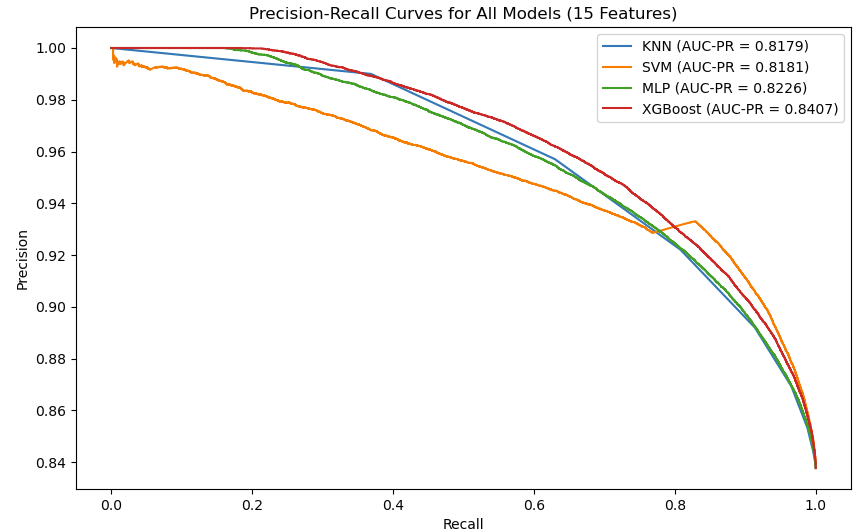 Precision-Recall Curves for All Models (15 Features)
KNN (AUC-PR = 0.8179)
SVM (AUC-PR = 0.8181)
MLP (AUC-PR = 0.8226)
XGBoost (AUC-PR = 0.8407)
Precision
1.00
0.98
0.96
0.94
0.92
0.90
0.88
0.86
0.84
0.0
0.2
0.4
0.6
0.8
1.0
Recall